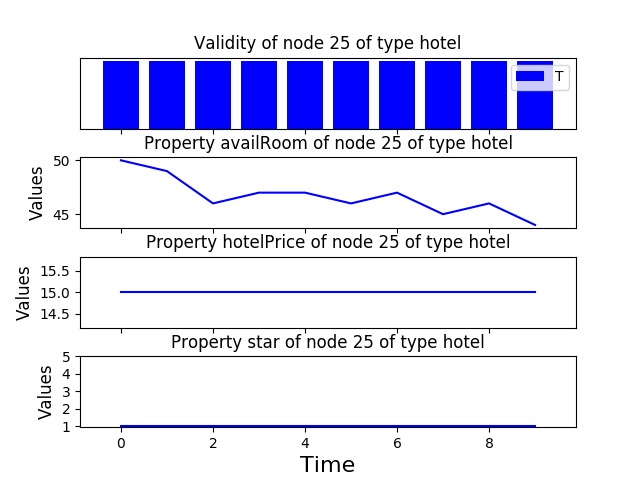 Validity of node 25 of type hotel
T
Property availRoom of node 25 of type hotel
Values
50
45
Property hotelPrice of node 25 of type hotel
Values
15.5
15.0
14.5
Property star of node 25 of type hotel
Values
5
4
3
2
1
0 2 4 6 8
Time